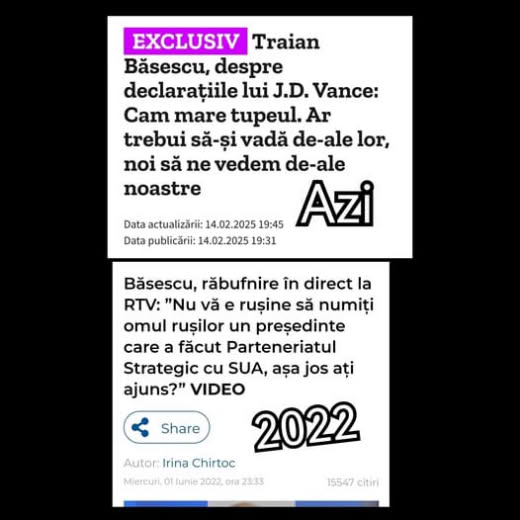 EXCLUSIV Traian
Băsescu, despre
declarațiile lui J.D. Vance:
Cam mare tupeul. Ar
trebui să-și vadă de-ale lor,
noi să ne vedem de-ale
noastre
Azi
Data actualizării: 14.02.2025 19:45
Data publicării: 14.02.2025 19:31
Băsescu, răbufnire în direct la
RTV: ”Nu vă e rușine să numiți
omul rușilor un președinte
care a făcut Parteneriatul
Strategic cu SUA, așa jos ați
ajuns?” VIDEO
Share
2022
Autor: Irina Chirtoc
Miercuri, 01 Iunie 2022, ora 23:33
15547 citiri